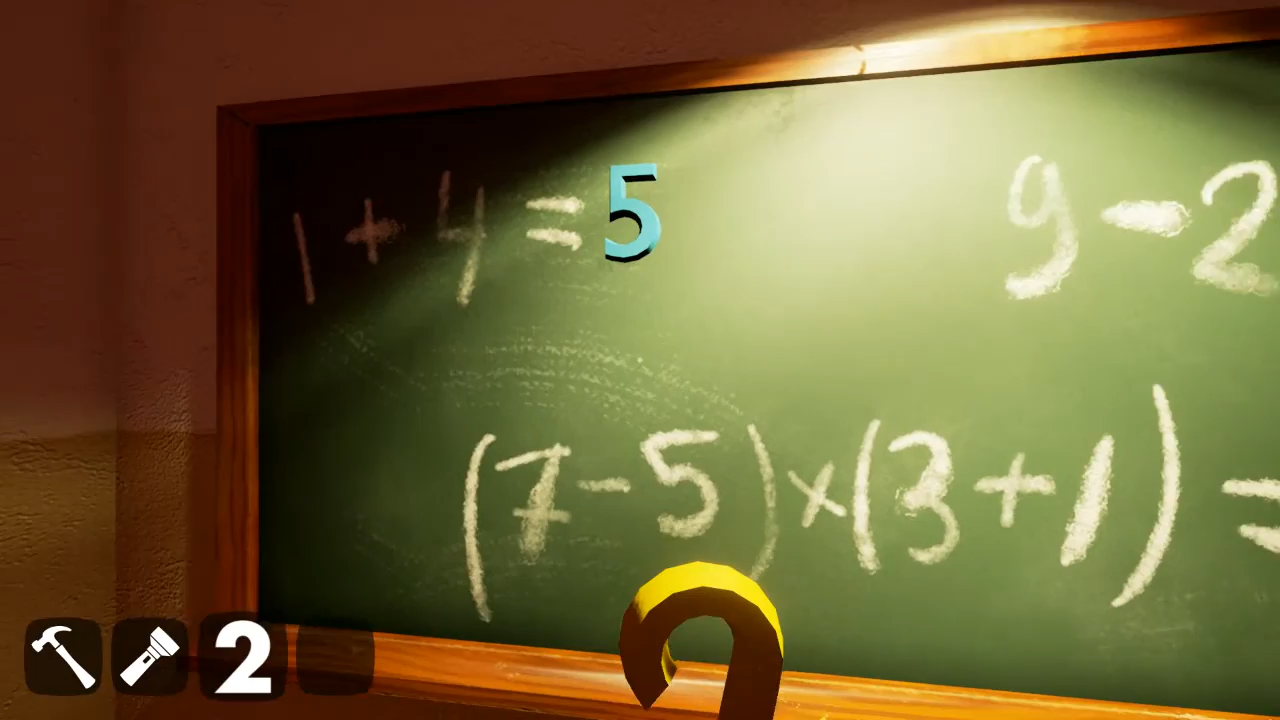 1 + 4 = 5
9 - 2
(7 - 5) × (3 + 1) =
2